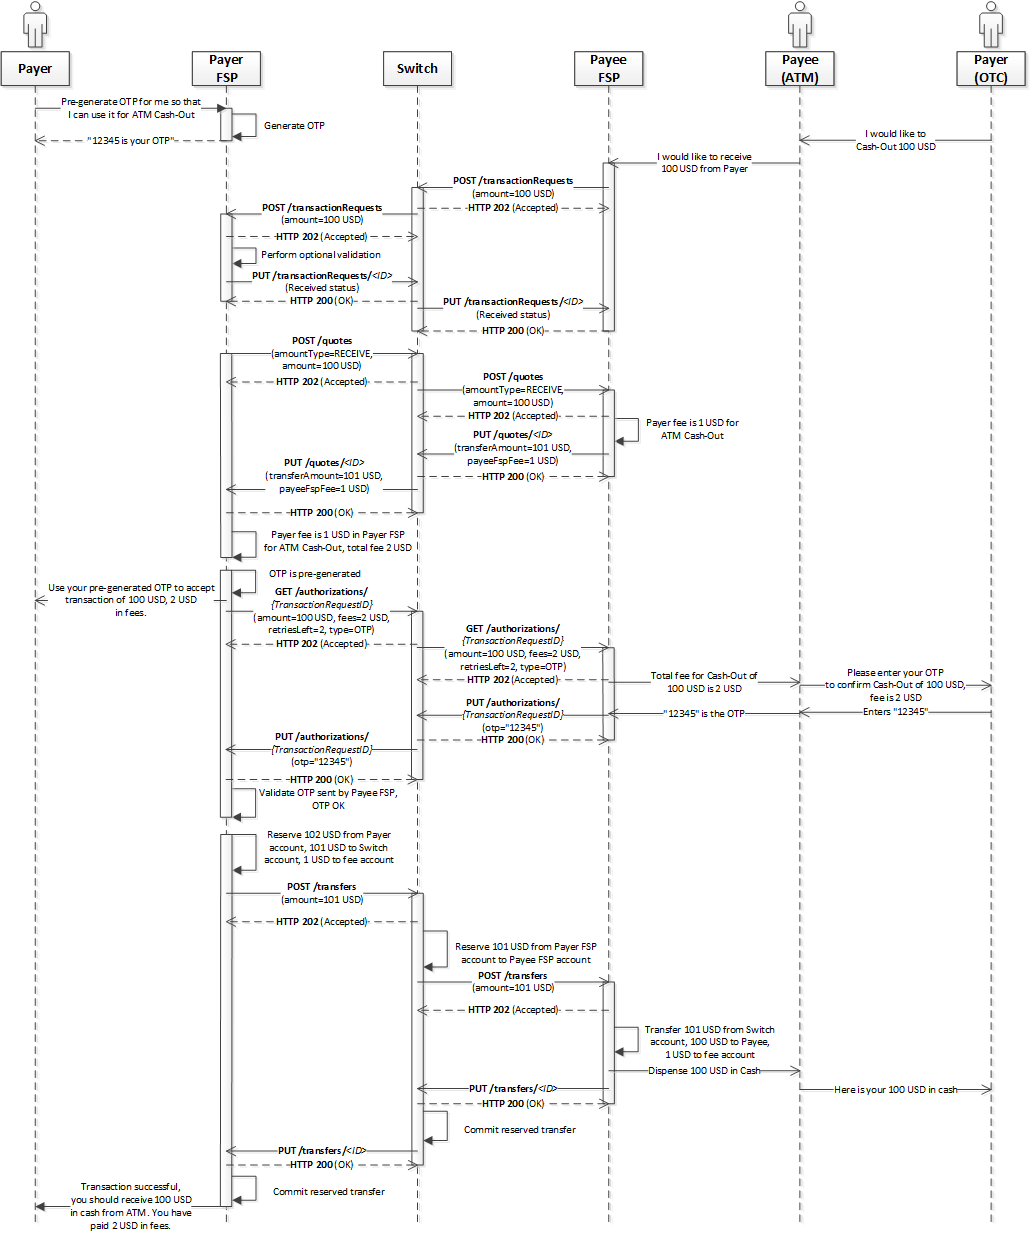 Payer
Payer
FSP
Switch
Payee
FSP
Payee
(ATM)
Payer
(OTC)
Pre-generate OTP for me so that
I can use it for ATM Cash-Out
Generate OTP
"12345 is your OTP"
I would like to
Cash-Out 100 USD
I would like to receive
100 USD from Payer
POST /transactionRequests
(amount=100 USD)
HTTP 202 (Accepted)
POST /transactionRequests
(amount=100 USD)
HTTP 202 (Accepted)
Perform optional validation
PUT /transactionRequests/<ID>
(Received status)
HTTP 200 (OK)
PUT /transactionRequests/<ID>
(Received status)
HTTP 200 (OK)
POST /quotes
(amountType=RECEIVE,
amount=100 USD)
HTTP 202 (Accepted)
POST /quotes
(amountType=RECEIVE,
amount=100 USD)
HTTP 202 (Accepted)
Payer fee is 1 USD for
ATM Cash-Out
PUT /quotes/<ID>
(transferAmount=101 USD,
payeeFspFee=1 USD)
HTTP 200 (OK)
PUT /quotes/<ID>
(transferAmount=101 USD,
payeeFspFee=1 USD)
HTTP 200 (OK)
Payer fee is 1 USD in Payer FSP
for ATM Cash-Out, total fee 2 USD
OTP is pre-generated
Use your pre-generated OTP to accept
transaction of 100 USD, 2 USD
in fees.
GET /authorizations/
{TransactionRequestID}
(amount=100 USD, fees=2 USD,
retriesLeft=2, type=OTP)
HTTP 202 (Accepted)
GET /authorizations/
{TransactionRequestID}
(amount=100 USD, fees=2 USD,
retriesLeft=2, type=OTP)
HTTP 202 (Accepted)
Total fee for Cash-Out of
100 USD is 2 USD
Please enter your OTP
to confirm Cash-Out of 100 USD,
fee is 2 USD
Enters "12345"
"12345" is the OTP
PUT /authorizations/
{TransactionRequestID}
(otp="12345")
HTTP 200 (OK)
PUT /authorizations/
{TransactionRequestID}
(otp="12345")
HTTP 200 (OK)
Validate OTP sent by Payee FSP,
OTP OK
Reserve 102 USD from Payer
account, 101 USD to Switch
account, 1 USD to fee account
POST /transfers
(amount=101 USD)
HTTP 202 (Accepted)
Reserve 101 USD from Payer FSP
account to Payee FSP account
POST /transfers
(amount=101 USD)
HTTP 202 (Accepted)
Transfer 101 USD from Switch
account, 100 USD to Payee,
1 USD to fee account
Dispense 100 USD in Cash
Here is your 100 USD in cash
PUT /transfers/<ID>
HTTP 200 (OK)
Commit reserved transfer
PUT /transfers/<ID>
HTTP 200 (OK)
Commit reserved transfer
Transaction successful,
you should receive 100 USD
in cash from ATM. You have
paid 2 USD in fees.